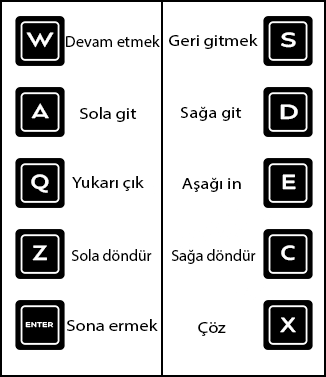 W Devam etmek Geri gitmek S
A Sola git Sağa git D
Q Yukarı çık Aşağı in E
Z Sola döndür Sağa döndür C
ENTER Sona ermek Çöz X